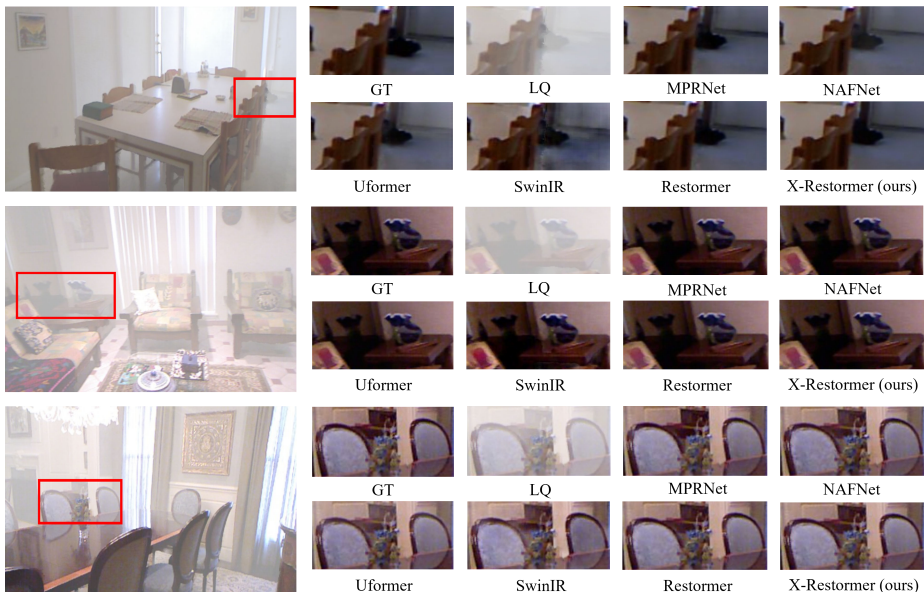 GT LQ MPRNet NAFNet
Uformer SwinIR Restormer X-Restormer (ours)
GT LQ MPRNet NAFNet
Uformer SwinIR Restormer X-Restormer (ours)
GT LQ MPRNet NAFNet
Uformer SwinIR Restormer X-Restormer (ours)